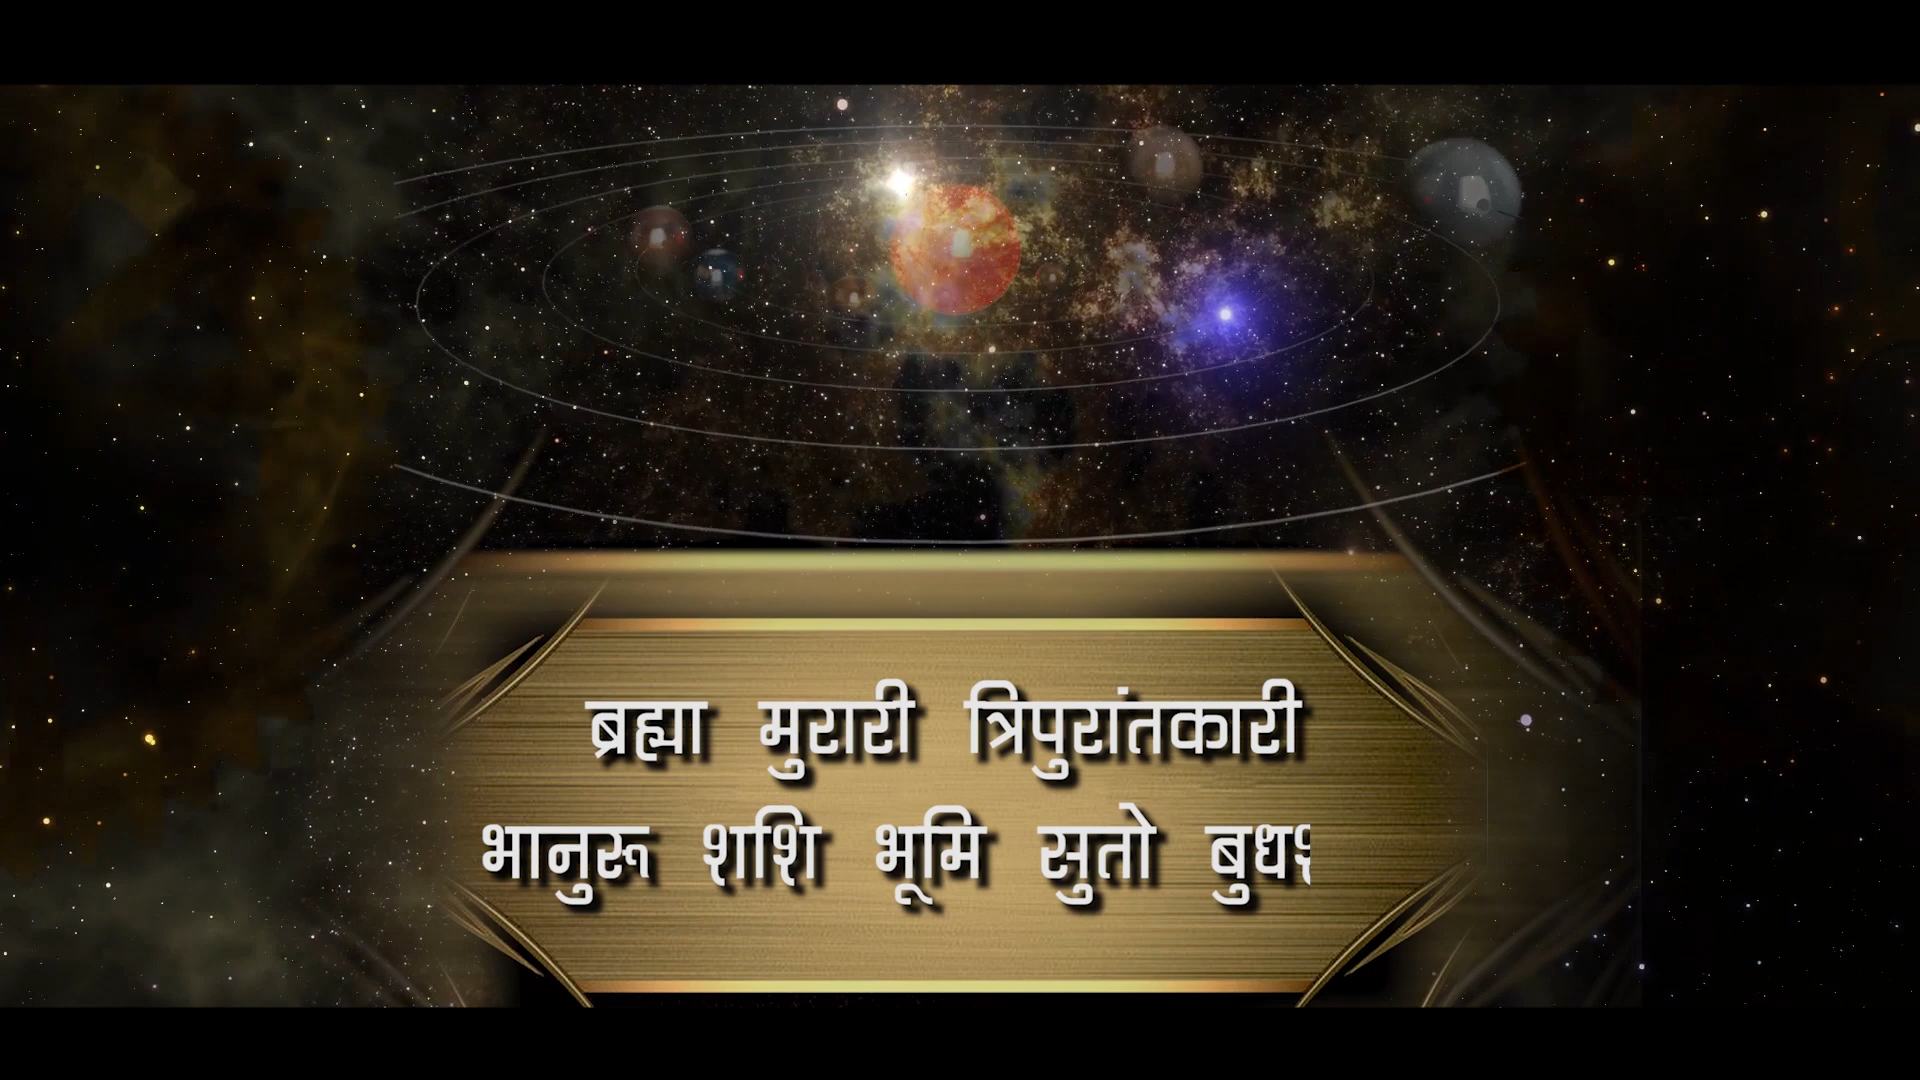 ब्रह्मा मुरारी त्रिपुरांतकारी
भानुरू शशि भूमि सुतो